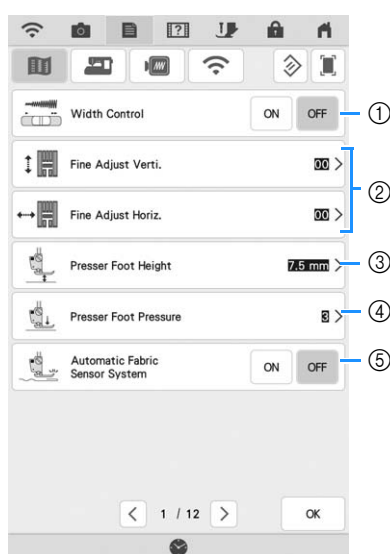 Width Control ON OFF ①
Fine Adjust Verti. 00 >
②
Fine Adjust Horiz. 00 >
Presser Foot Height 7.5 mm > ③
Presser Foot Pressure 3 > ④
Automatic Fabric
Sensor System ON OFF ⑤
< 1 / 12 > OK